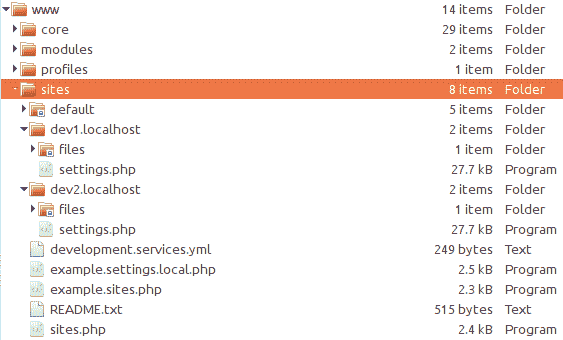 www 14 items Folder
core 29 items Folder
modules 2 items Folder
profiles 1 item Folder
sites 8 items Folder
default 5 items Folder
dev1.localhost 2 items Folder
files 1 item Folder
settings.php 27.7 kB Program
dev2.localhost 2 items Folder
files 1 item Folder
settings.php 27.7 kB Program
development.services.yml 249 bytes Text
example.settings.local.php 2.5 kB Program
example.sites.php 2.3 kB Program
README.txt 515 bytes Text
sites.php 2.4 kB Program